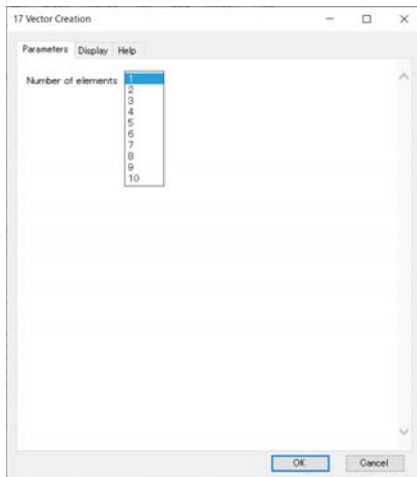 17 Vector Creation
Parameters Display Help
Number of elements 1
2
3
4
5
6
7
8
9
10
OK Cancel